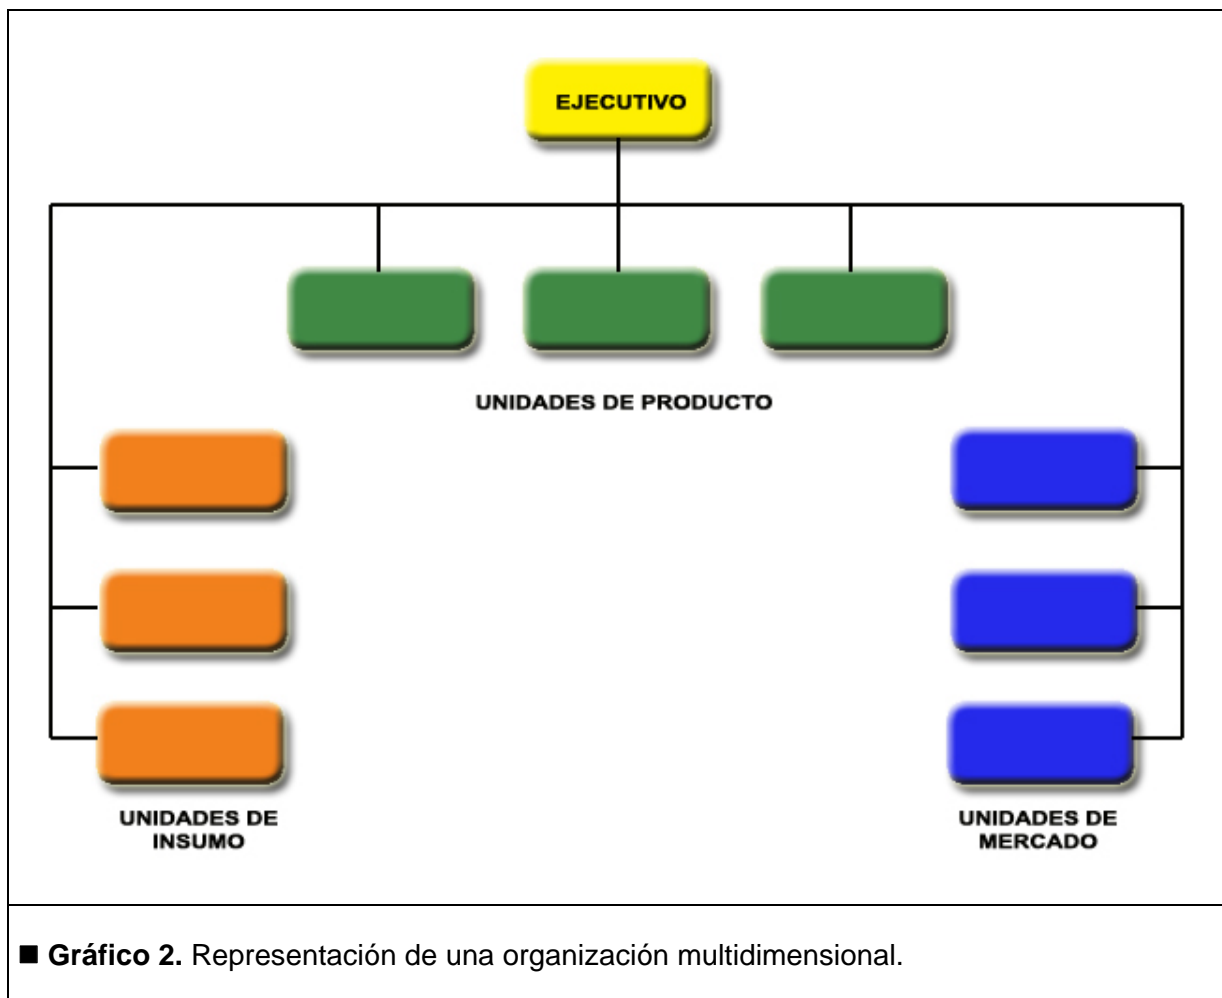 EJECUTIVO
UNIDADES DE PRODUCTO
UNIDADES DE
INSUMO
UNIDADES DE
MERCADO
■ Gráfico 2. Representación de una organización multidimensional.